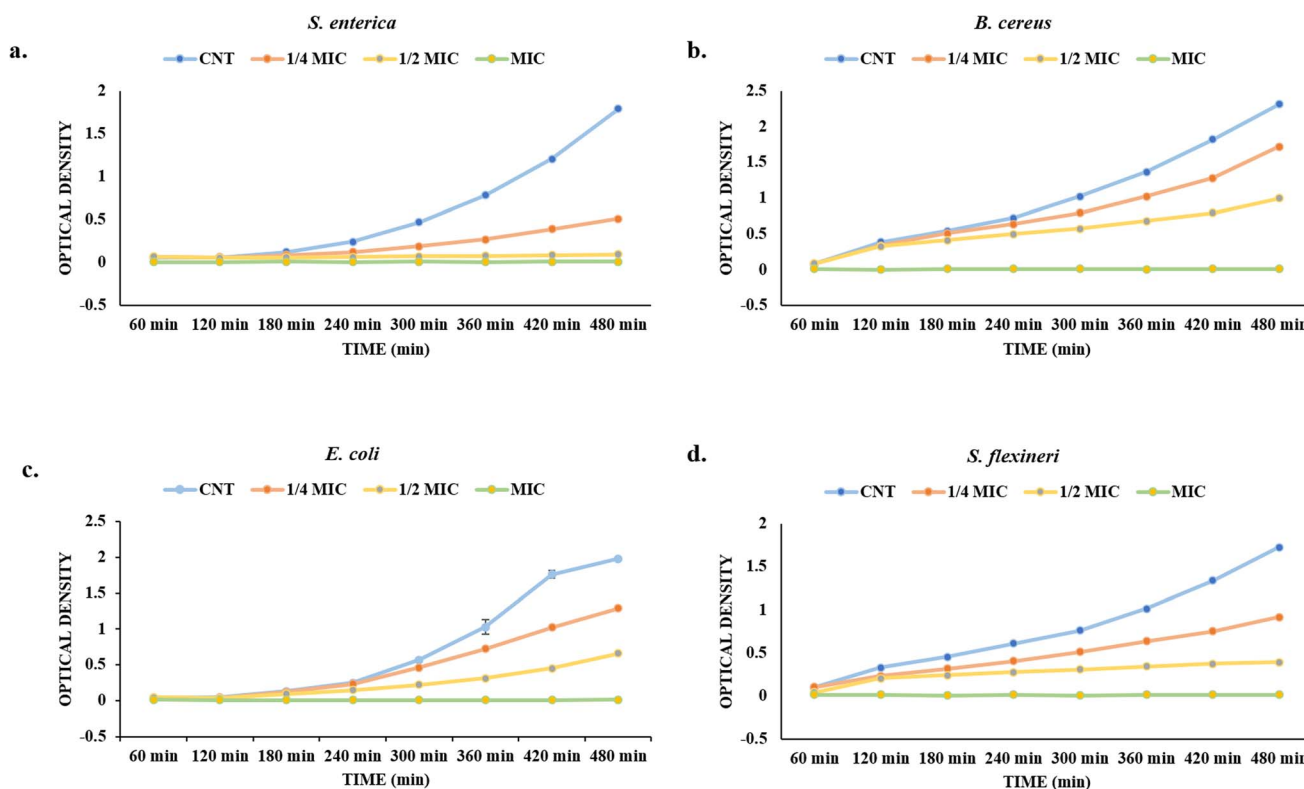 S. enterica
a.
CNT 1/4 MIC 1/2 MIC MIC
2
1.5
1
0.5
0
-0.5
OPTICAL DENSITY
60 min 120 min 180 min 240 min 300 min 360 min 420 min 480 min
TIME (min)
B. cereus
b.
CNT 1/4 MIC 1/2 MIC MIC
2.5
2
1.5
1
0.5
0
-0.5
OPTICAL DENSITY
60 min 120 min 180 min 240 min 300 min 360 min 420 min 480 min
TIME (min)
E. coli
c.
CNT 1/4 MIC 1/2 MIC MIC
2.5
2
1.5
1
0.5
0
-0.5
OPTICAL DENSITY
60 min 120 min 180 min 240 min 300 min 360 min 420 min 480 min
TIME (min)
d.
S. flexineri
CNT 1/4 MIC 1/2 MIC MIC
2
1.5
1
0.5
0
-0.5
OPTICAL DENSITY
60 min 120 min 180 min 240 min 300 min 360 min 420 min 480 min
TIME (min)